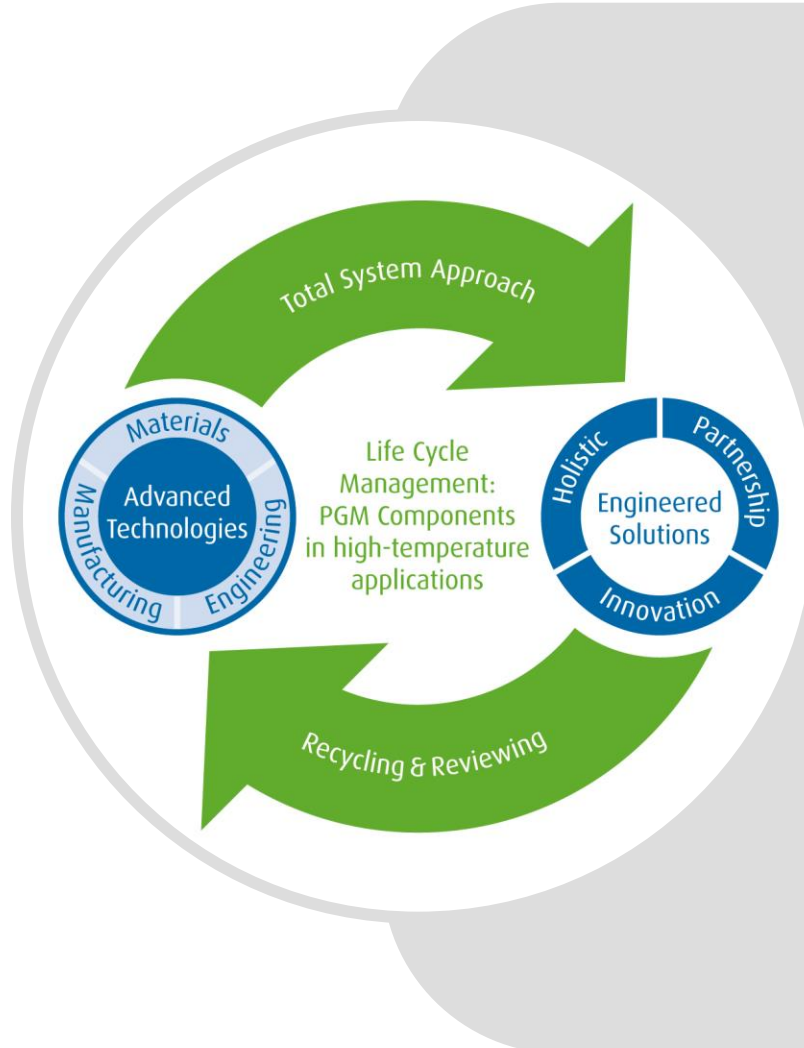 Total System Approach
Materials
Manufacturing
Engineering
Advanced
Technologies
Life Cycle
Management:
PGM Components
in high-temperature
applications
Holistic
Partnership
Innovation
Engineered
Solutions
Recycling & Reviewing